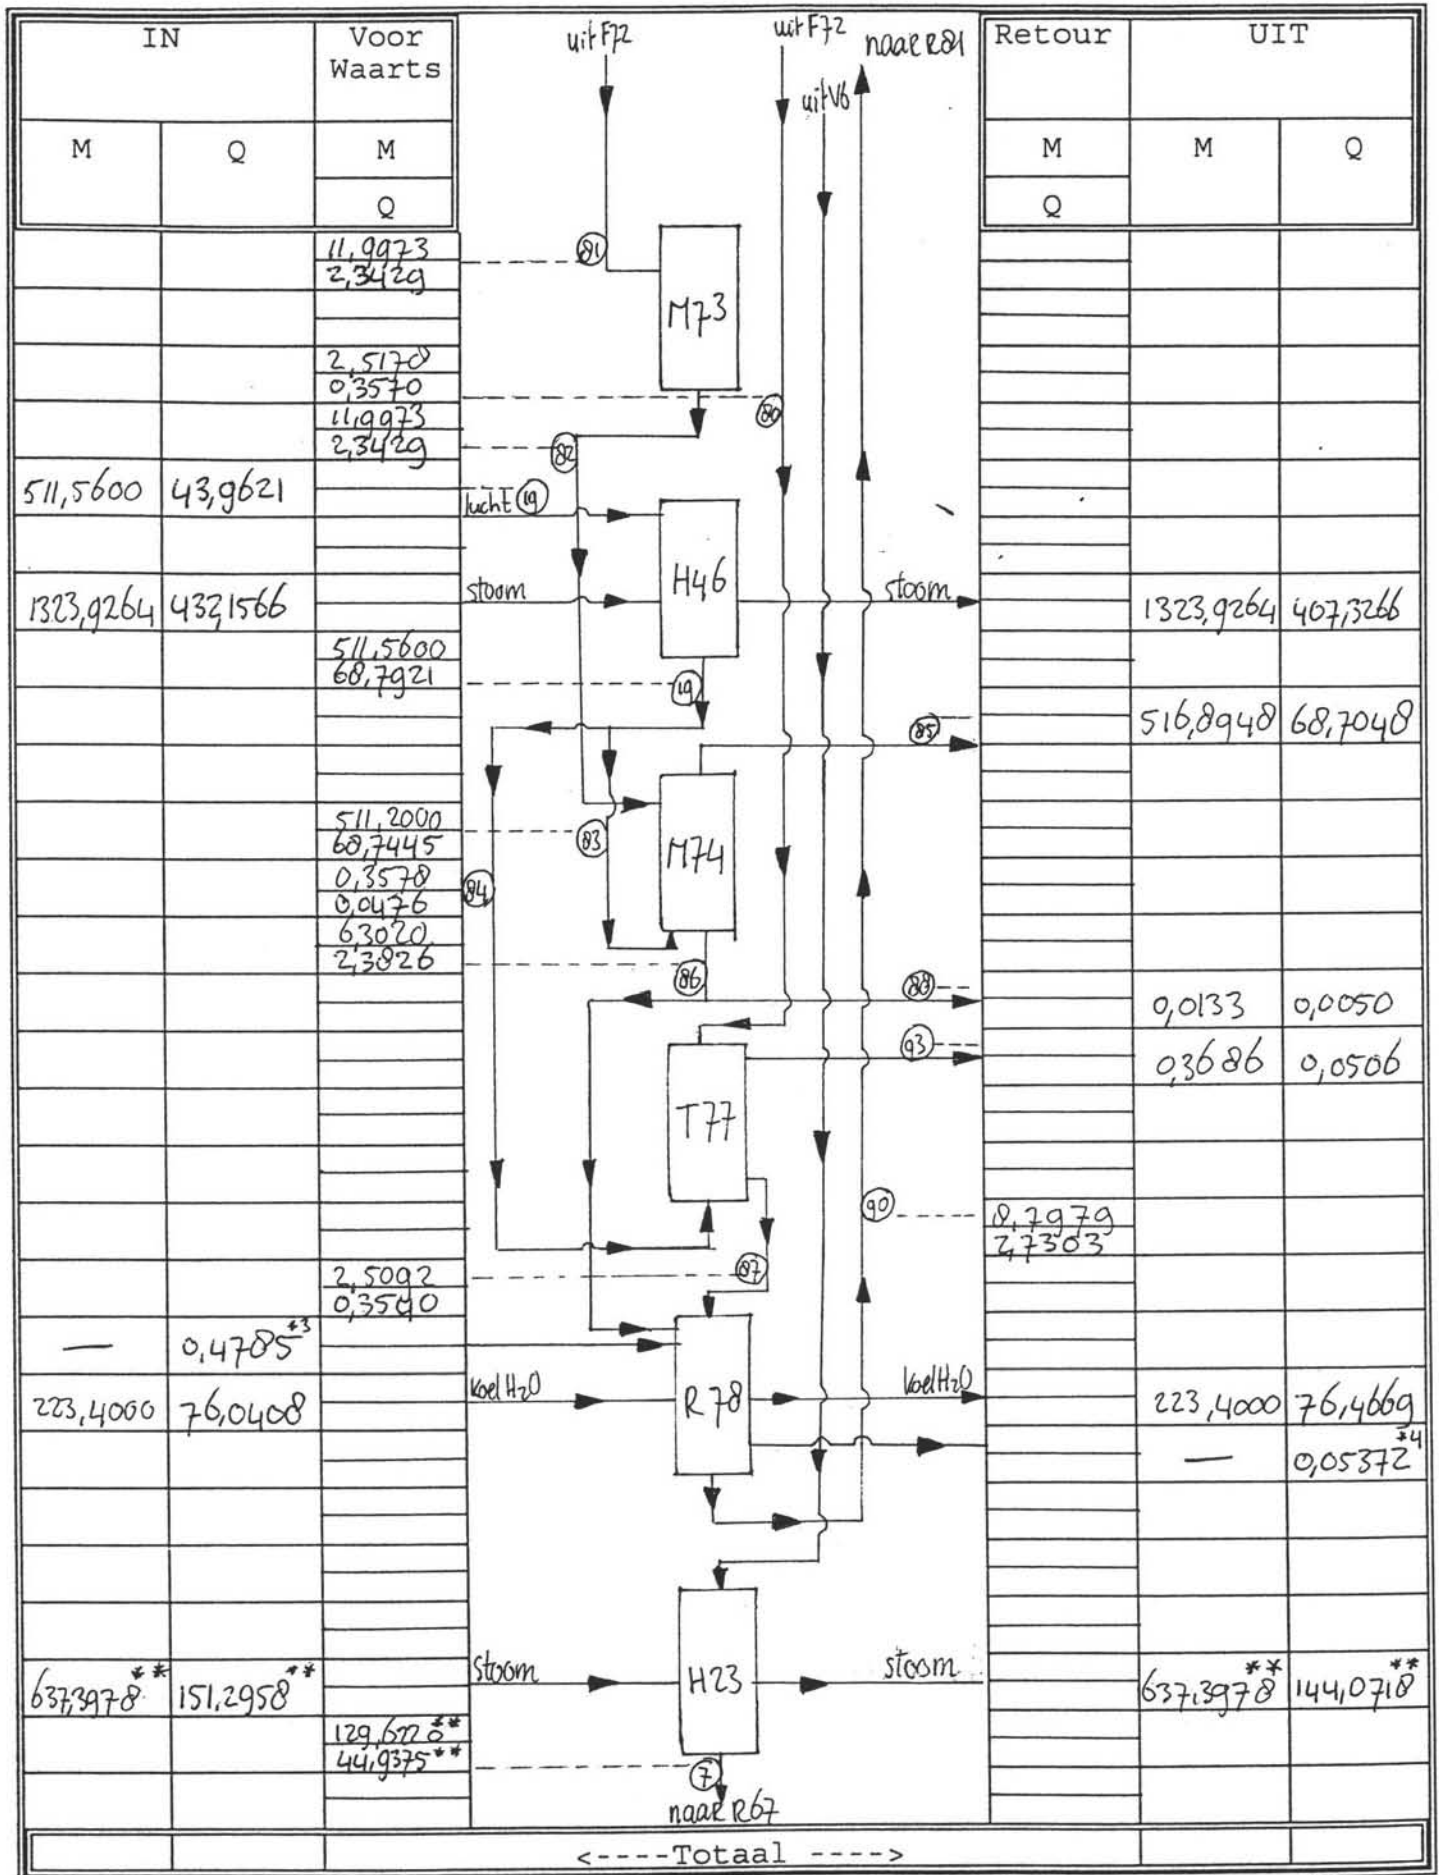 IN
Voor
Waarts
uit F72
uit F72
naar R81
Retour
UIT
uit V6
M
Q
M
M
M
Q
Q
Q
11,9973
81
2,3429
M73
2,5178
0,3570
80
11,9973
2,3429
82
511,5600
43,9621
lucht 19
H46
1323,9264
432,1566
stoom
stoom
1323,9264
407,3266
511,5600
68,7921
19
85
516,8948
68,7048
511,2000
68,7445
83
M74
0,3578
84
0,0476
6,3020
2,3826
86
88
0,0133
0,0050
93
0,3686
0,0506
T77
90
8,7979
2,7303
2,5092
87
0,3540
—
0,4785*3
223,4000
76,0408
koel H2O
R78
koel H2O
223,4000
76,4669
—
0,05372*4
637,3978**
151,2958**
stoom
H23
stoom
637,3978**
144,0718**
129,6220**
44,9375**
7
naar R67
<----Totaal ---->